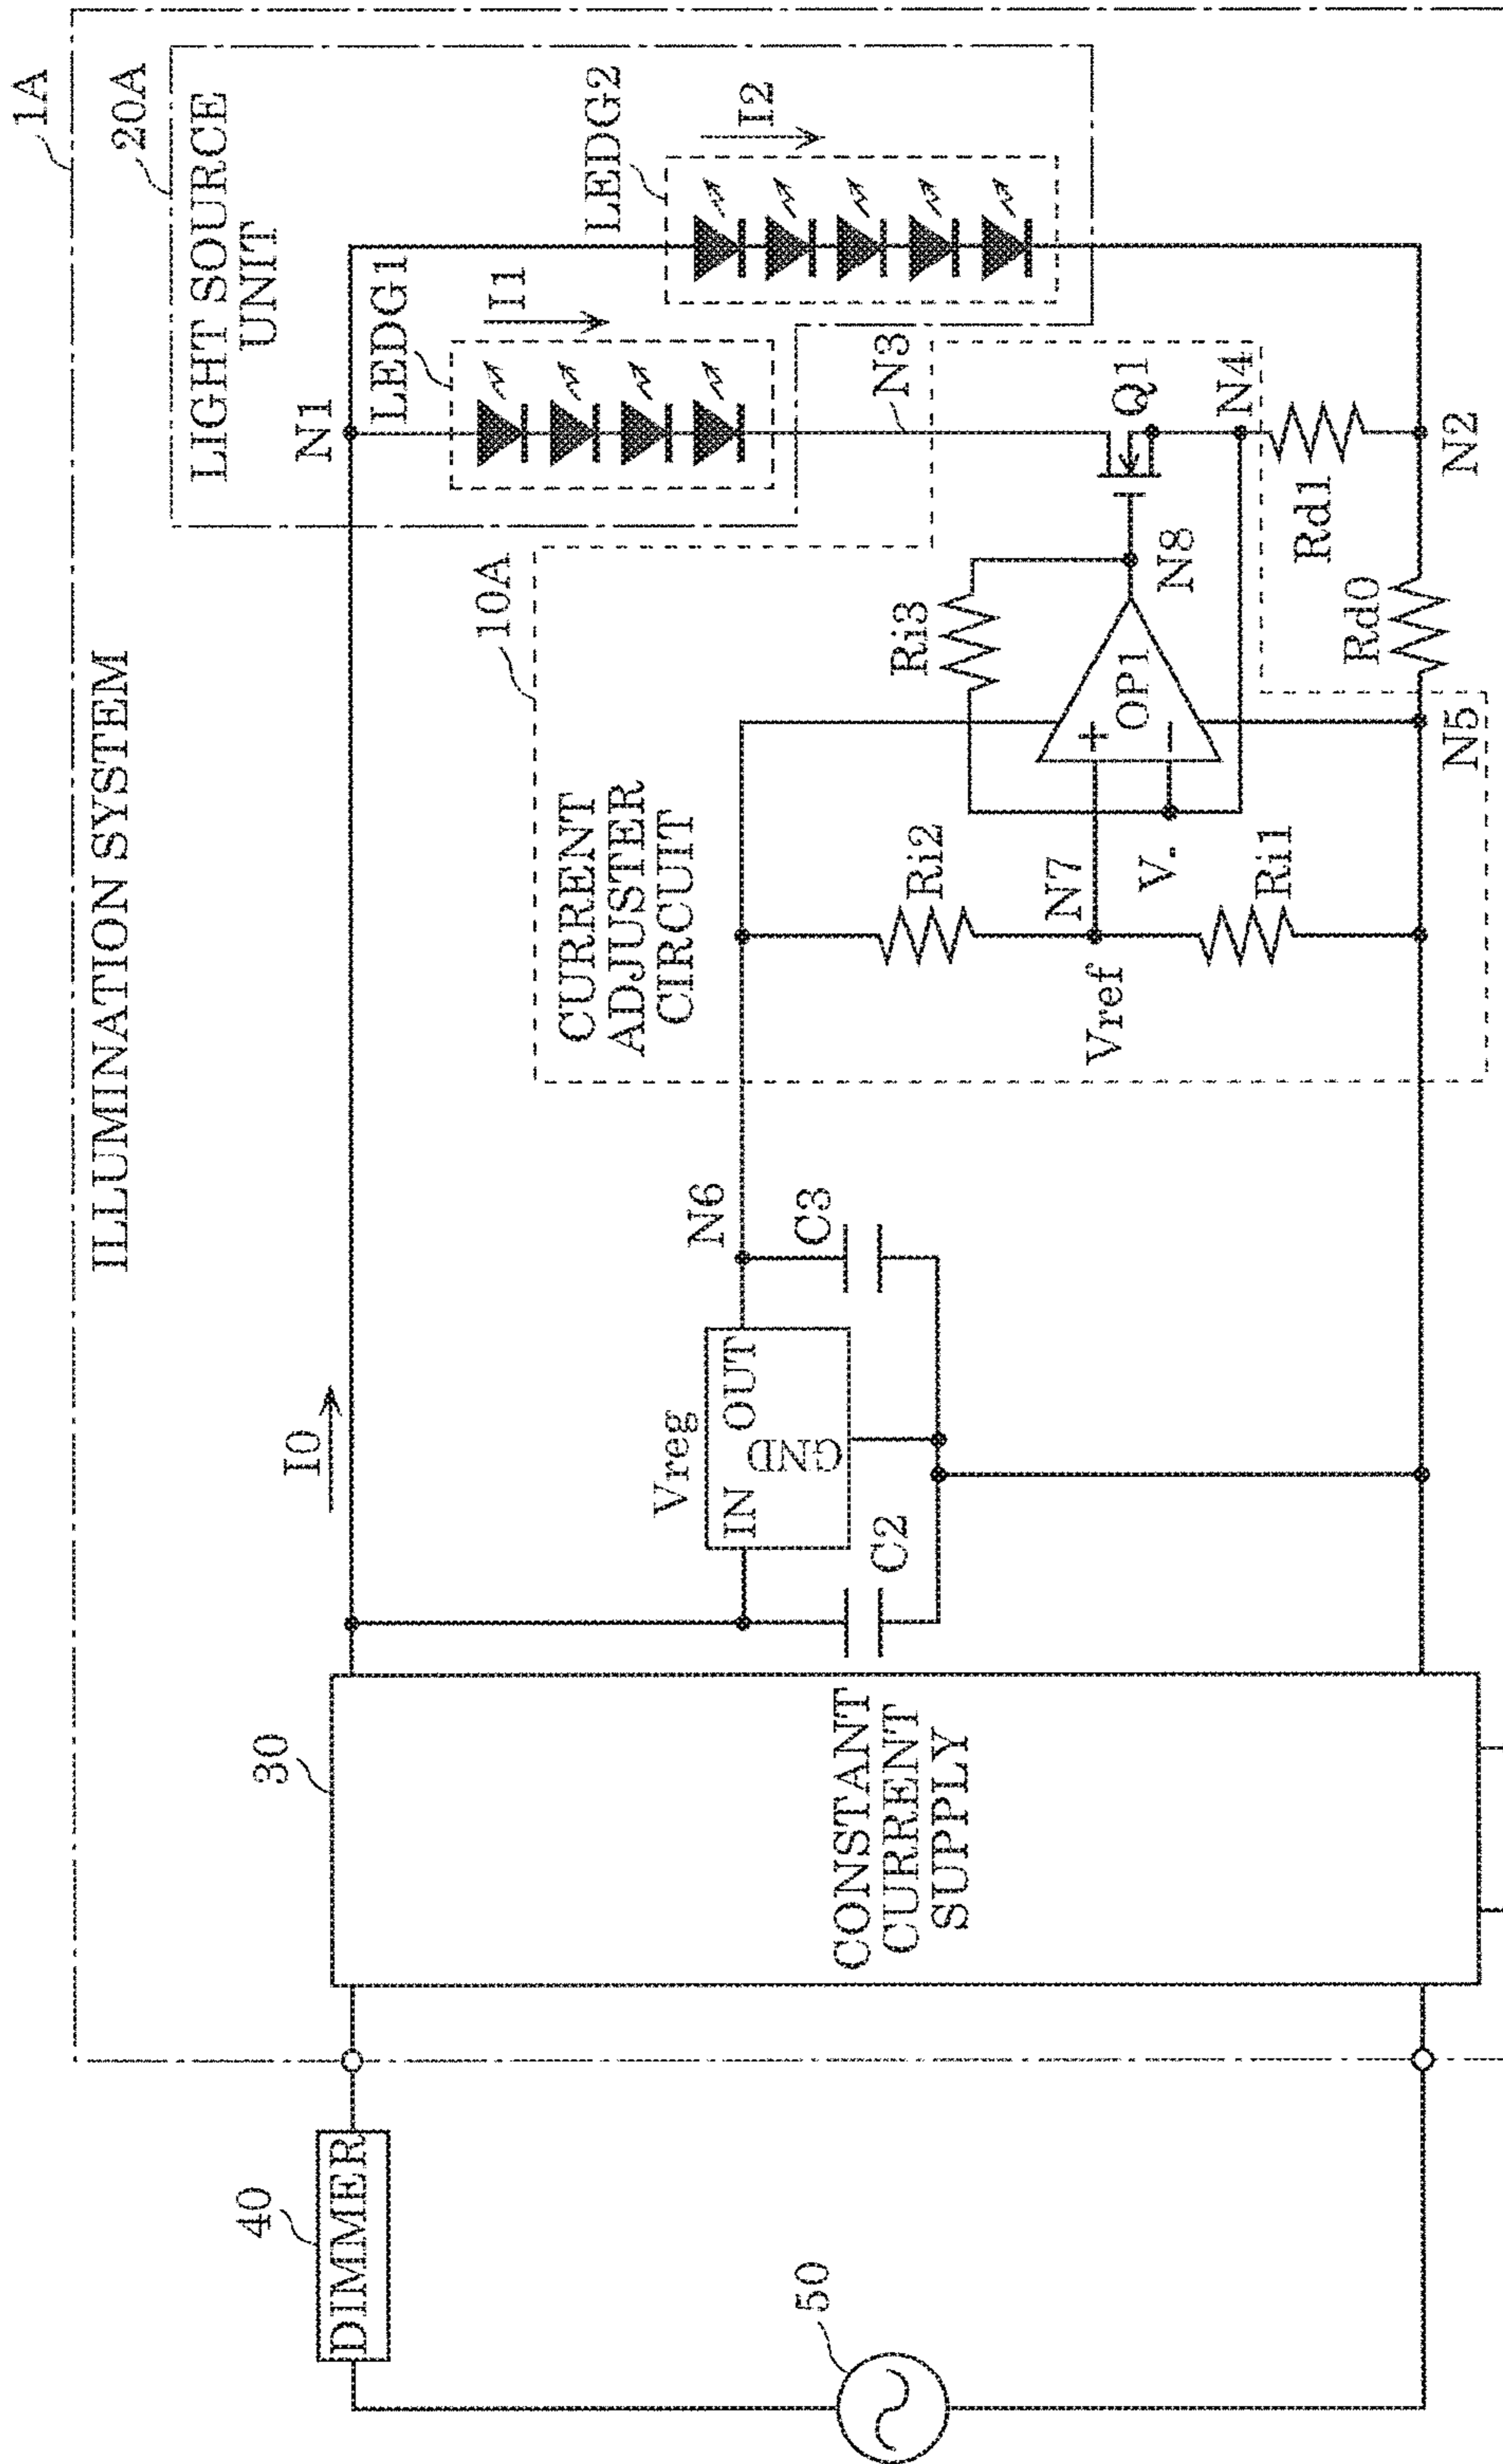 1A
ILLUMINATION SYSTEM
20A
LIGHT SOURCE
UNIT
N1
LEDG1
I1
LEDG2
I2
I0
10A
CURRENT
ADJUSTER
CIRCUIT
N3
Q1
N4
N8
Ri3
OP1
+
−
Ri2
N7
Vref
V-
Ri1
Rd1
N2
Rd0
N5
N6
C3
Vreg
IN
OUT
GND
C2
30
CONSTANT
CURRENT
SUPPLY
40
DIMMER
50